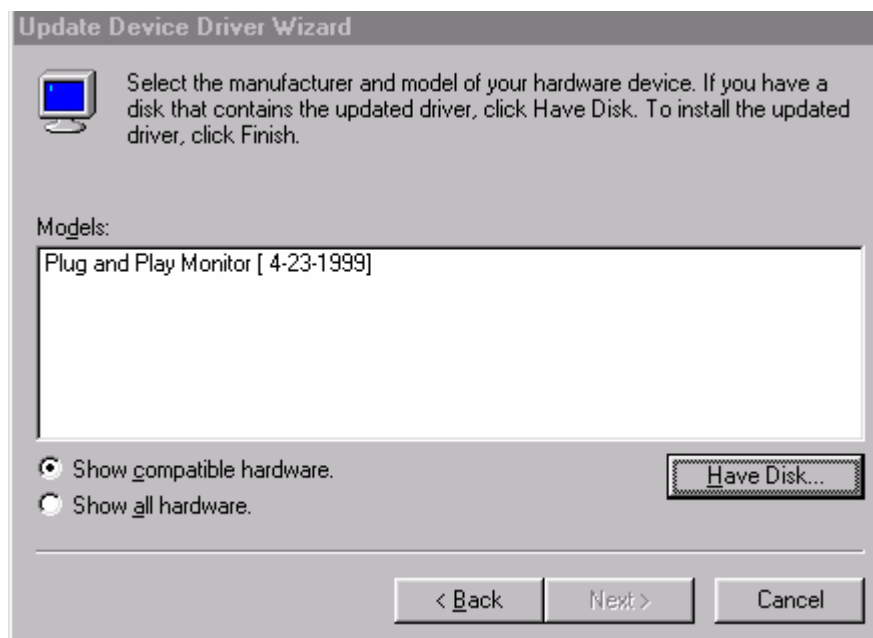 Update Device Driver Wizard
Select the manufacturer and model of your hardware device. If you have a
disk that contains the updated driver, click Have Disk. To install the updated
driver, click Finish.
Models:
Plug and Play Monitor [ 4-23-1999]
Show compatible hardware.
Have Disk...
Show all hardware.
< Back
Next >
Cancel